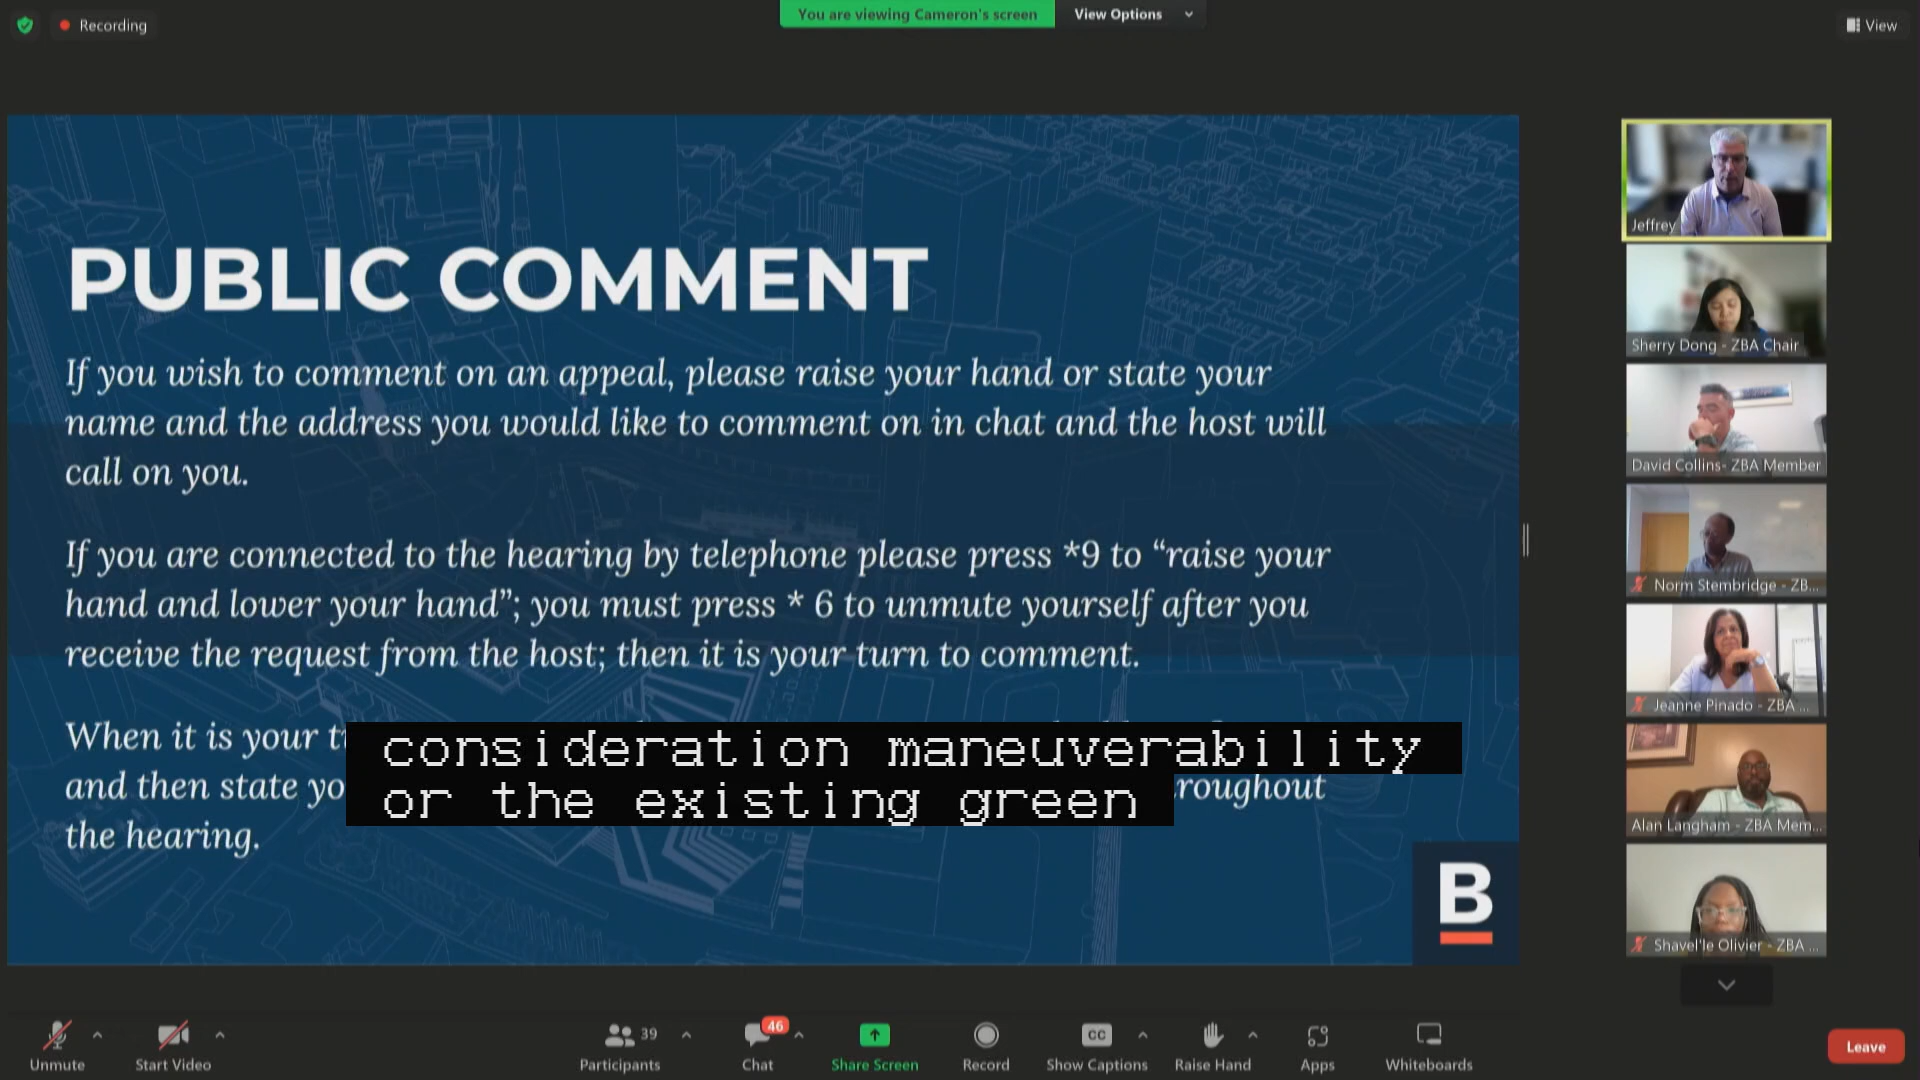 Recording
You are viewing Cameron's screen
View Options
View
PUBLIC COMMENT
If you wish to comment on an appeal, please raise your hand or state your
name and the address you would like to comment on in chat and the host will
call on you.
If you are connected to the hearing by telephone please press *9 to “raise your
hand and lower your hand”; you must press * 6 to unmute yourself after you
receive the request from the host; then it is your turn to comment.
When it is your
and then state
the hearing.
consideration maneuverability
or the existing green
B
Jeffrey
Sherry Dong - ZBA Chair
David Collins- ZBA Member
Norm Stembridge - ZB...
Jeanne Pinado - ZBA ...
Alan Langham - ZBA Mem...
Shavel'le Olivier - ZBA ...
Unmute
Start Video
Participants
39
Chat
46
Share Screen
Record
CC
Show Captions
Raise Hand
Apps
Whiteboards
Leave